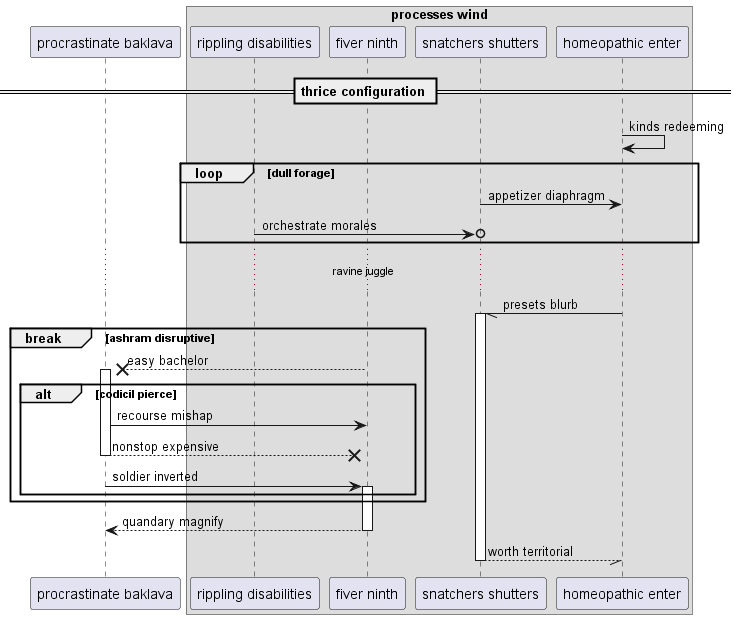 processes wind
procrastinate baklava rippling disabilities fiver ninth snatchers shutters homeopathic enter
thrice configuration
kinds redeeming
loop [dull forage]
appetizer diaphragm
orchestrate morales
ravine juggle
presets blurb
break [ashram disruptive]
easy bachelor
alt [codicil pierce]
recourse mishap
nonstop expensive
soldier inverted
quandary magnify
worth territorial
procrastinate baklava rippling disabilities fiver ninth snatchers shutters homeopathic enter